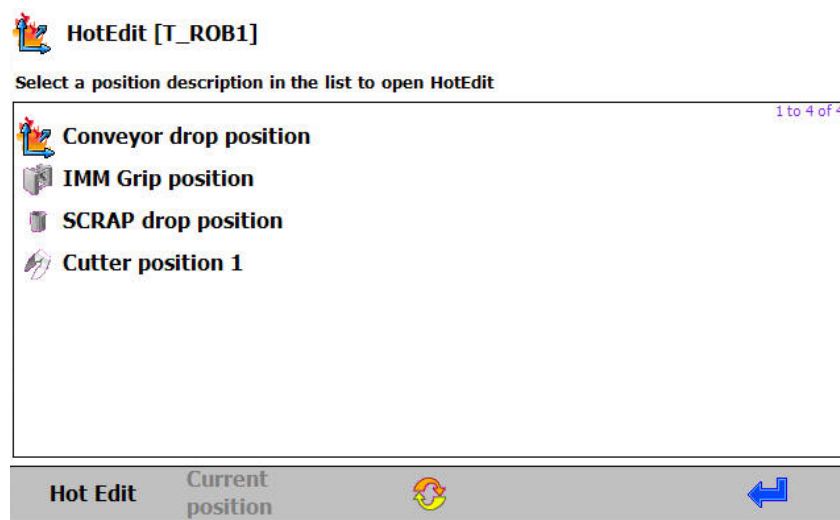 HotEdit [T_ROB1]
Select a position description in the list to open HotEdit
1 to 4 of 4
Conveyor drop position
IMM Grip position
SCRAP drop position
Cutter position 1
Hot Edit
Current
position